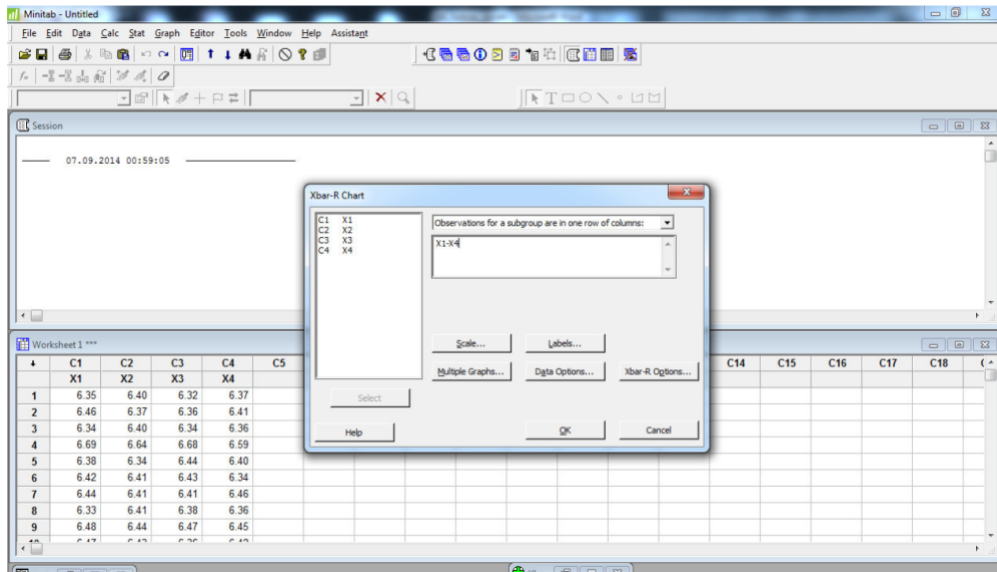 Minitab - Untitled
File Edit Data Calc Stat Graph Editor Tools Window Help Assistant
Session
07.09.2014 00:59:05
Xbar-R Chart
C1 X1
C2 X2
C3 X3
C4 X4
Observations for a subgroup are in one row of columns:
X1-X4
Scale... Labels...
Multiple Graphs... Data Options... Xbar-R Options...
Select
Help OK Cancel
Worksheet 1 ***
C1 C2 C3 C4 C5 C14 C15 C16 C17 C18
X1 X2 X3 X4
1 6.35 6.40 6.32 6.37
2 6.46 6.37 6.36 6.41
3 6.34 6.40 6.34 6.36
4 6.69 6.64 6.68 6.59
5 6.38 6.34 6.44 6.40
6 6.42 6.41 6.43 6.34
7 6.44 6.41 6.41 6.46
8 6.33 6.41 6.38 6.36
9 6.48 6.44 6.47 6.45